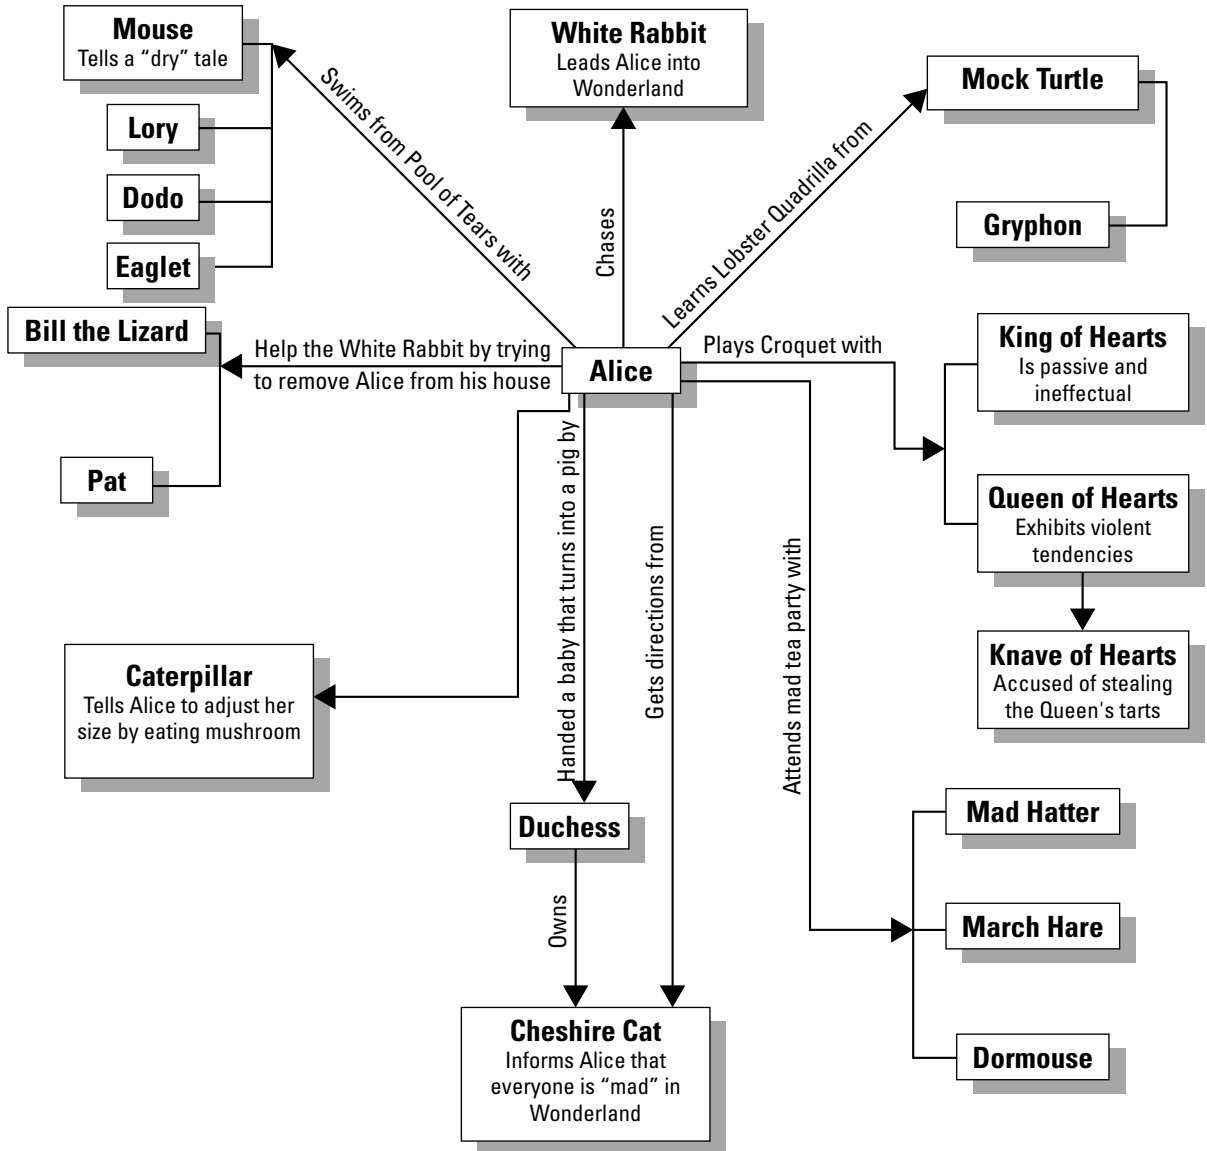 Mouse
Tells a “dry” tale
Lory
Dodo
Eaglet
Swims from Pool of Tears with
White Rabbit
Leads Alice into
Wonderland
Chases
Mock Turtle
Gryphon
Learns Lobster Quadrilla from
Bill the Lizard
Pat
Help the White Rabbit by trying
to remove Alice from his house
Alice
Plays Croquet with
King of Hearts
Is passive and
ineffectual
Queen of Hearts
Exhibits violent
tendencies
Knave of Hearts
Accused of stealing
the Queen's tarts
Caterpillar
Tells Alice to adjust her
size by eating mushroom
Handed a baby that turns into a pig by
Duchess
Owns
Gets directions from
Cheshire Cat
Informs Alice that
everyone is “mad” in
Wonderland
Attends mad tea party with
Mad Hatter
March Hare
Dormouse